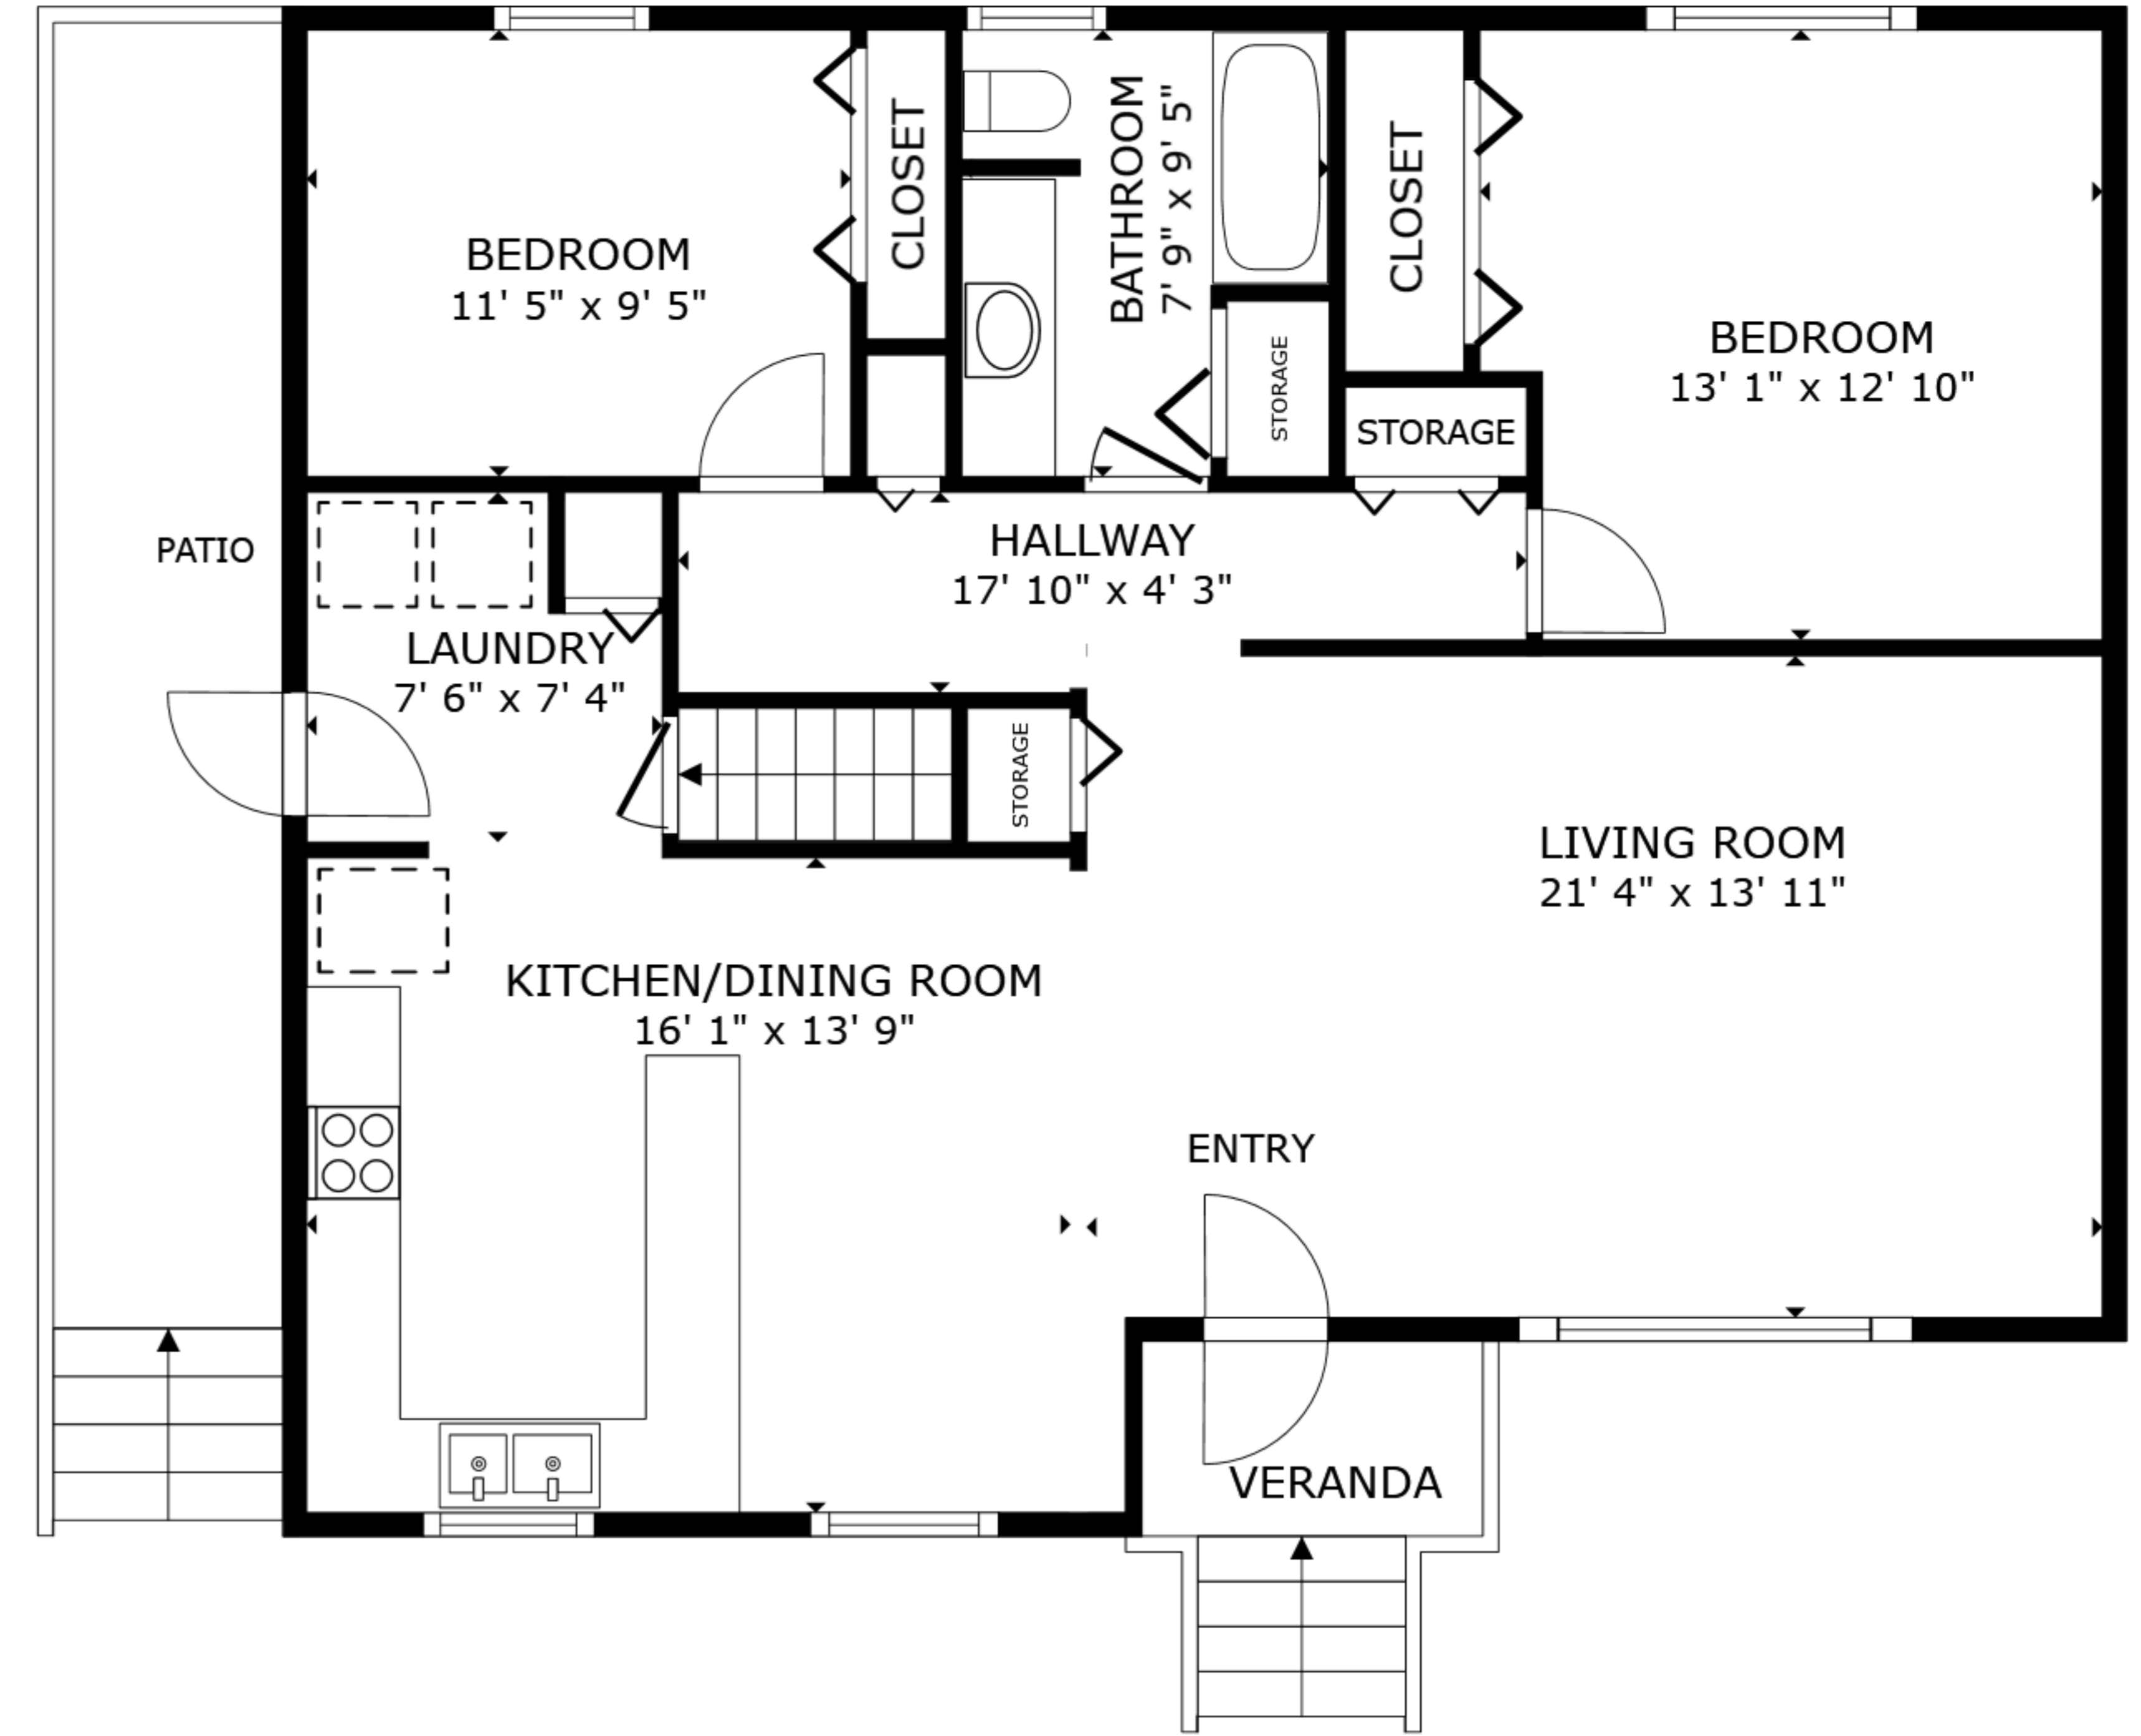 BEDROOM
11' 5" x 9' 5"
CLOSET
BATHROOM
7' 9" x 9' 5"
STORAGE
CLOSET
STORAGE
BEDROOM
13' 1" x 12' 10"
PATIO
HALLWAY
17' 10" x 4' 3"
LAUNDRY
7' 6" x 7' 4"
STORAGE
LIVING ROOM
21' 4" x 13' 11"
KITCHEN/DINING ROOM
16' 1" x 13' 9"
ENTRY
VERANDA